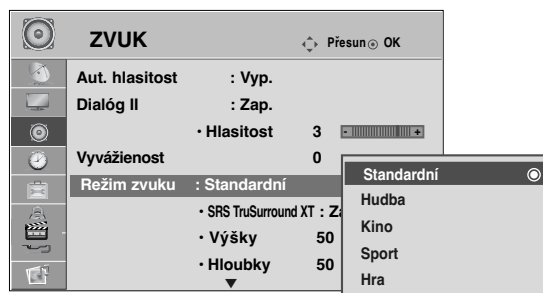 ZVUK
Přesun OK
Aut. hlasitost : Vyp.
Dialóg II : Zap.
• Hlasitost 3 - +
Vyvážienost 0
Režim zvuku : Standardní
• SRS TruSurround XT :
• Výšky 50
• Hloubky 50
Standardní
Hudba
Kino
Sport
Hra